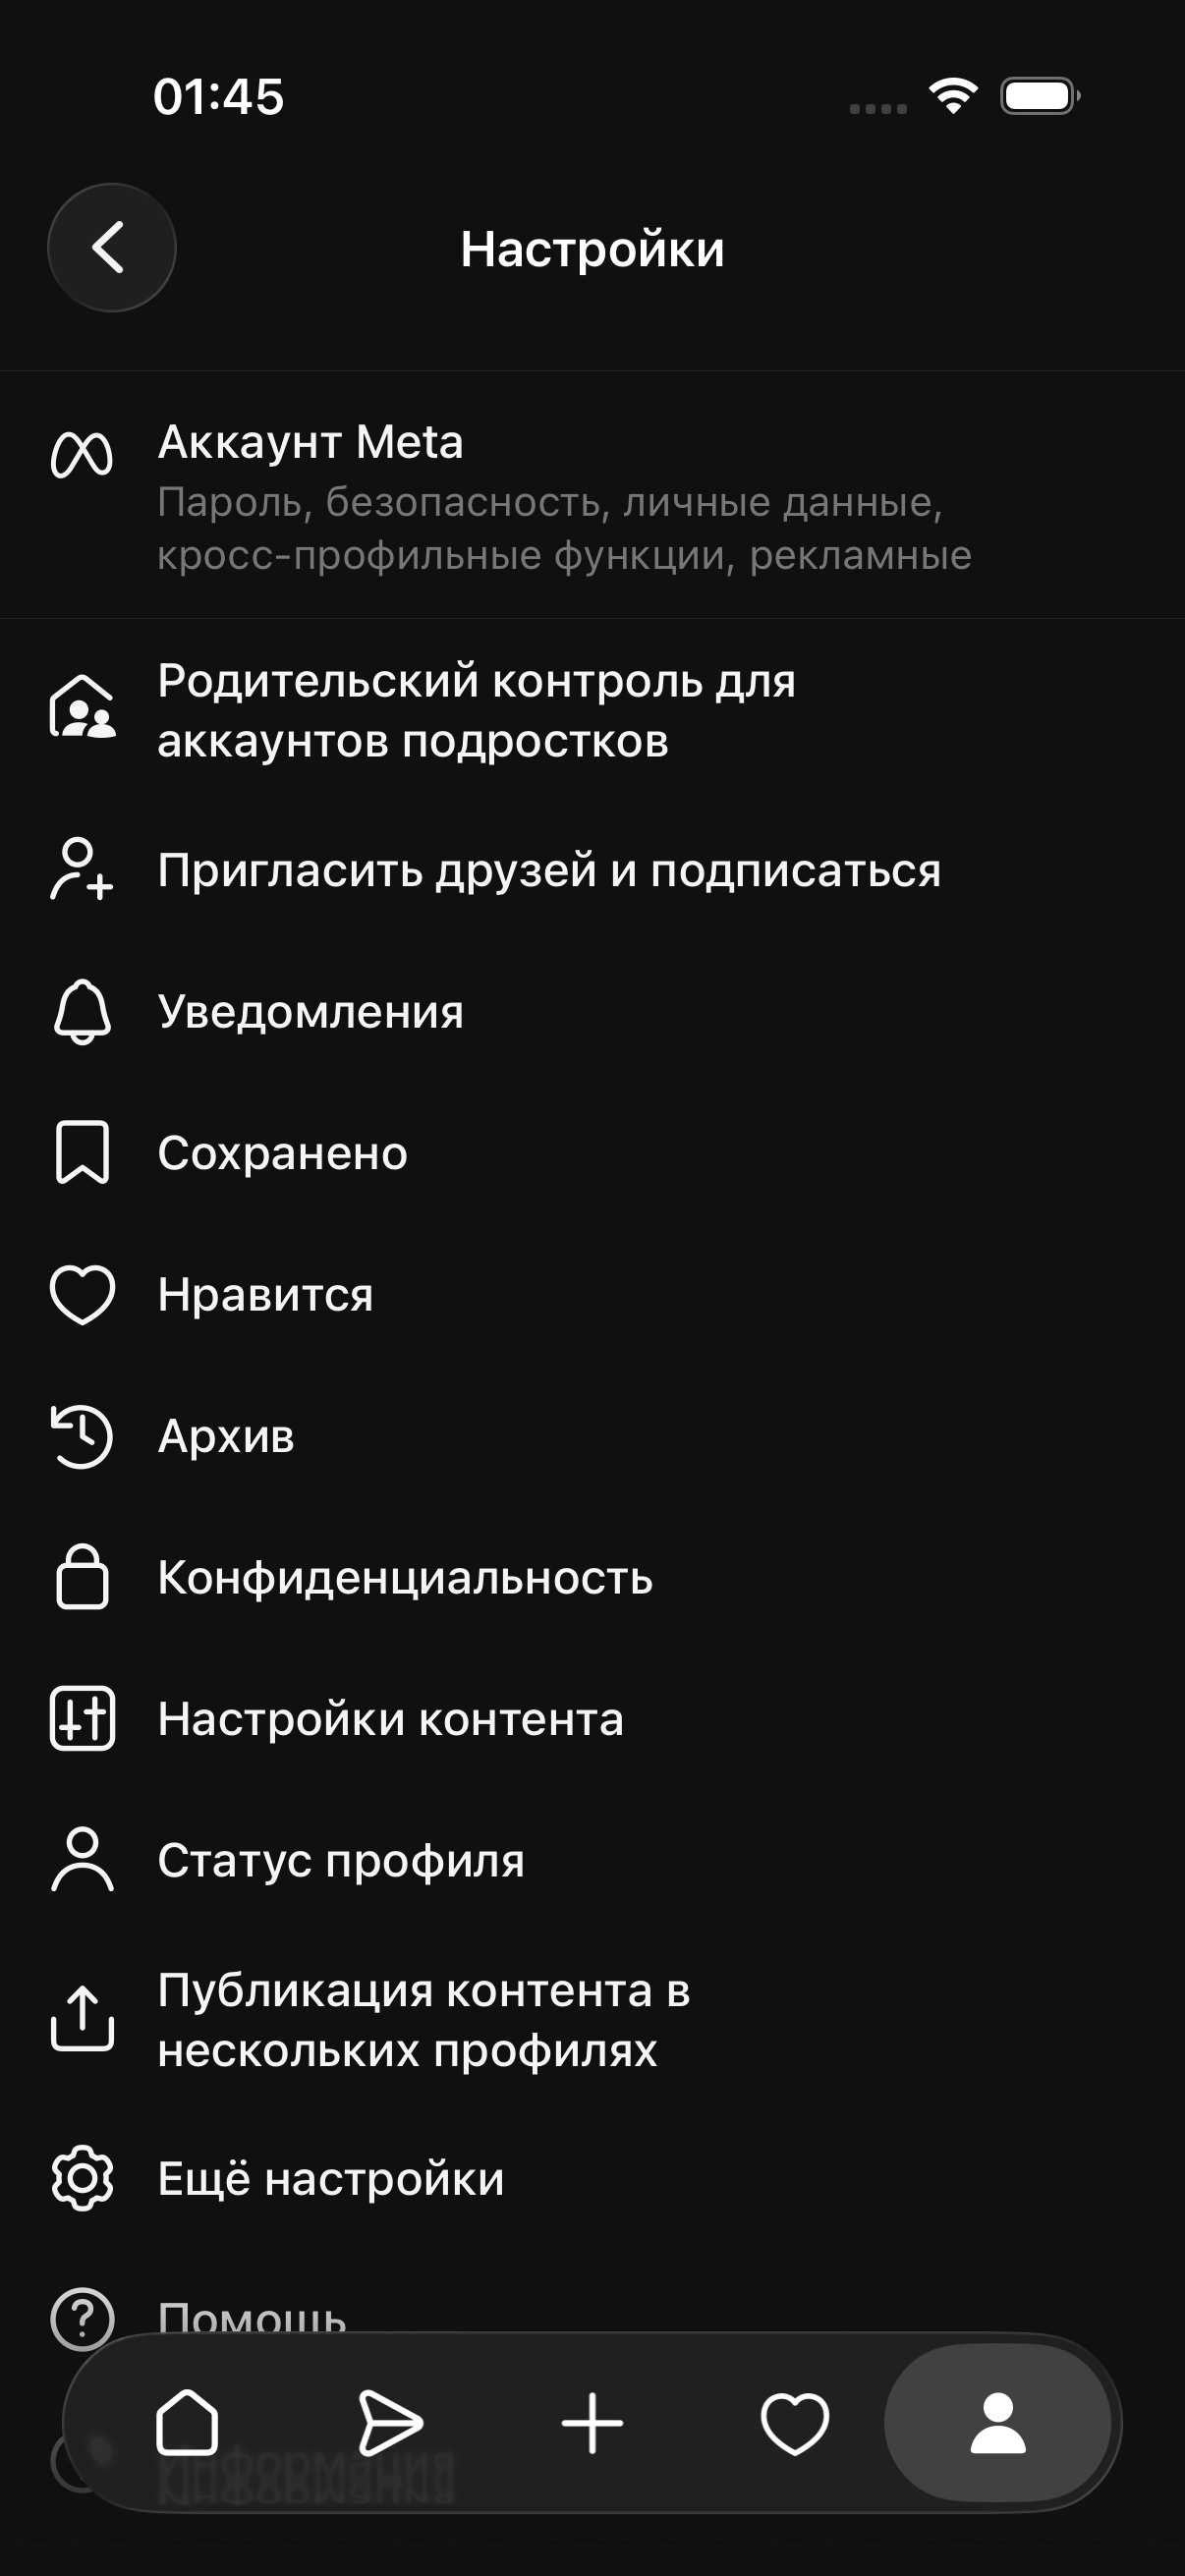 01:45
Настройки
Аккаунт Meta
Пароль, безопасность, личные данные,
кросс-профильные функции, рекламные
Родительский контроль для
аккаунтов подростков
Пригласить друзей и подписаться
Уведомления
Сохранено
Нравится
Архив
Конфиденциальность
Настройки контента
Статус профиля
Публикация контента в
нескольких профилях
Ещё настройки
Помощь
Информация